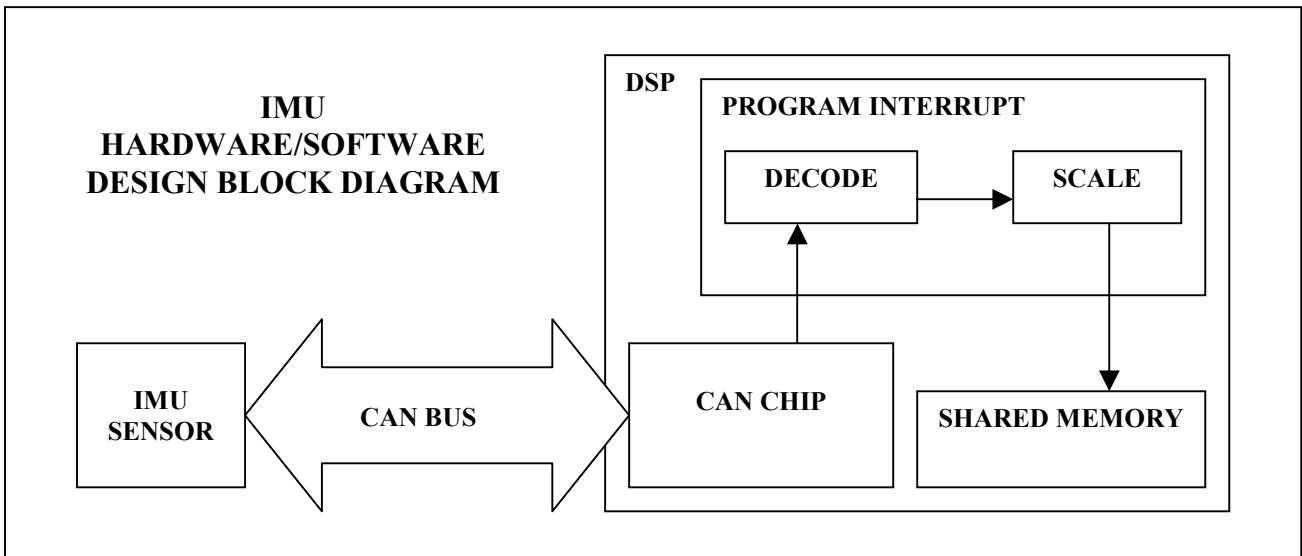 IMU
HARDWARE/SOFTWARE
DESIGN BLOCK DIAGRAM
DSP
PROGRAM INTERRUPT
DECODE
SCALE
IMU
SENSOR
CAN BUS
CAN CHIP
SHARED MEMORY